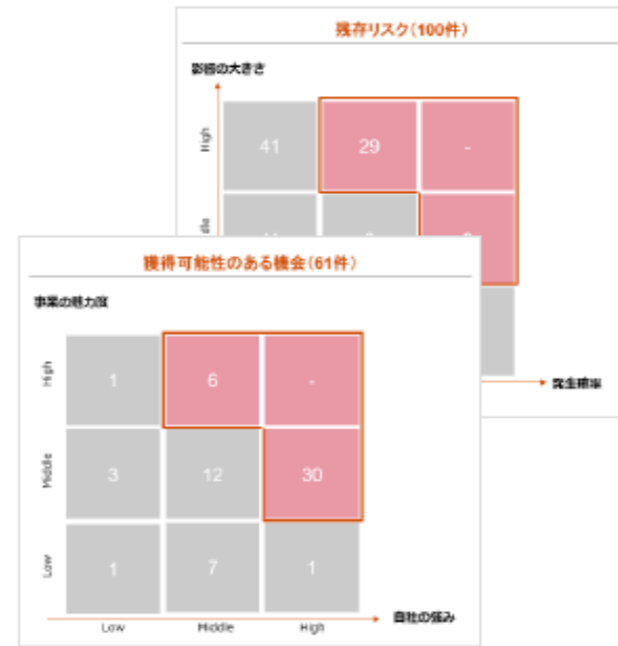 残存リスク(100件)
影響の大きさ
High
41
29
-
発生確率
獲得可能性のある機会(61件)
事業の魅力度
High
1
6
-
Middle
3
12
30
Low
1
7
1
Low
Middle
High
自社の強み